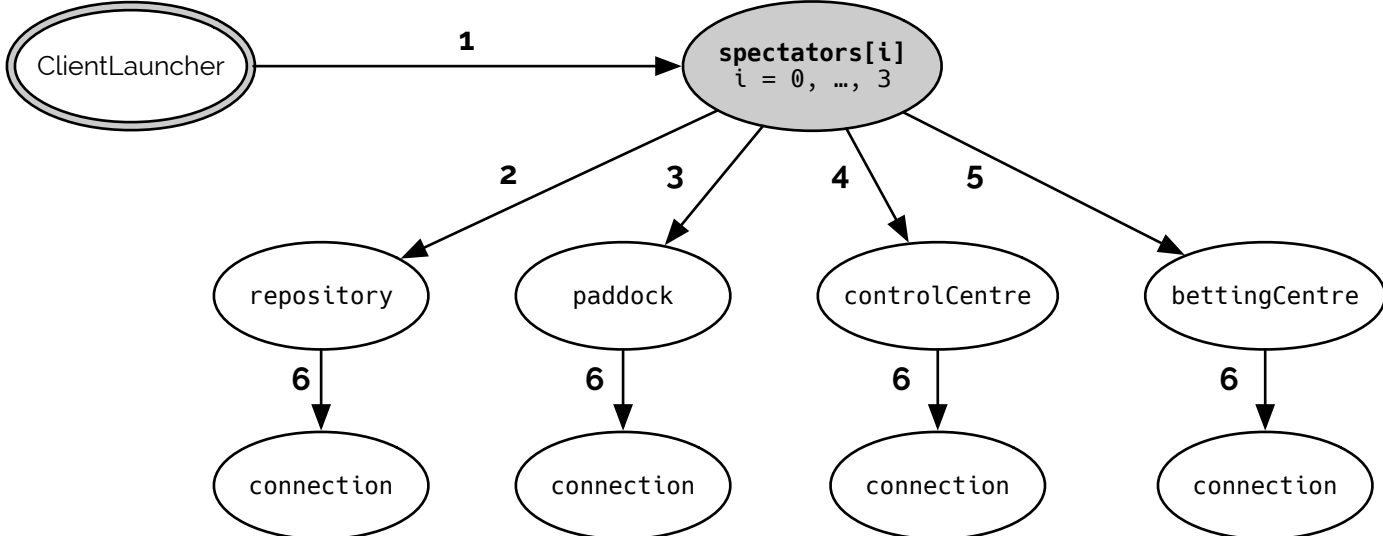 ClientLauncher
1
spectators[i]
i = 0, …, 3
2
3
4
5
repository
paddock
controlCentre
bettingCentre
6
6
6
6
connection
connection
connection
connection